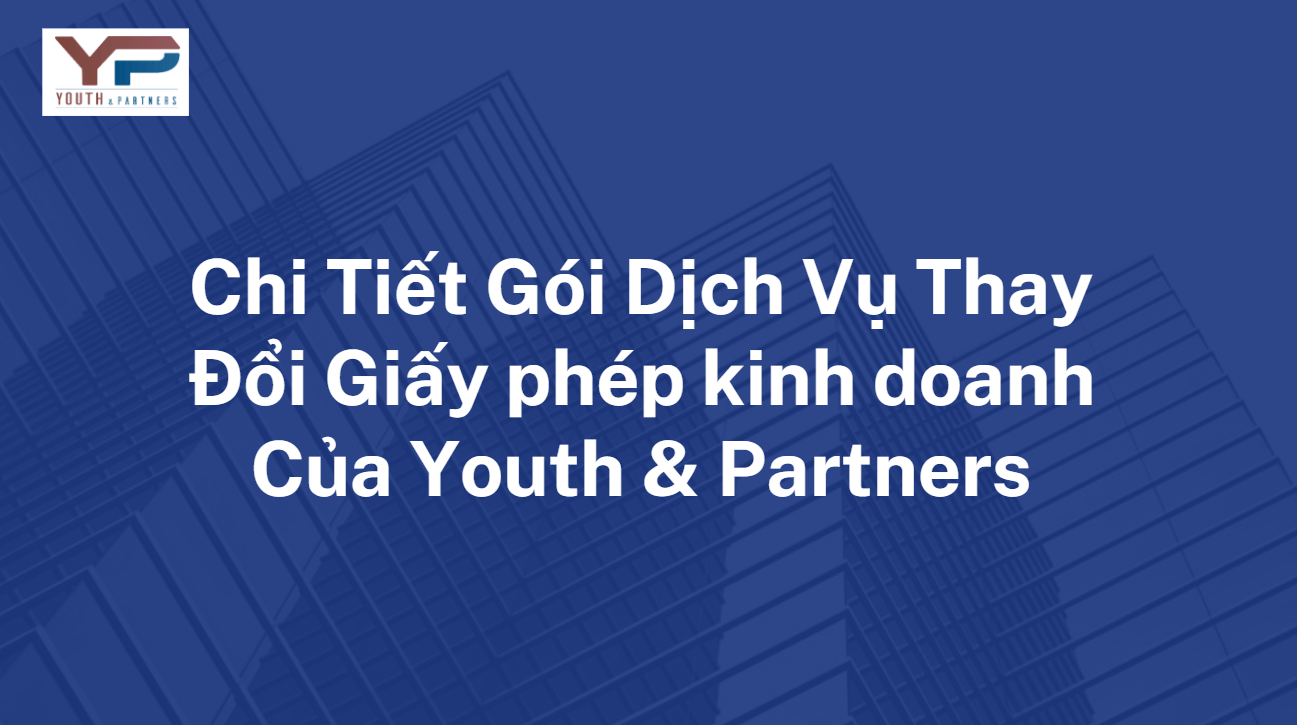 YP
YOUTH & PARTNERS
Chi Tiết Gói Dịch Vụ Thay
Đổi Giấy phép kinh doanh
Của Youth & Partners